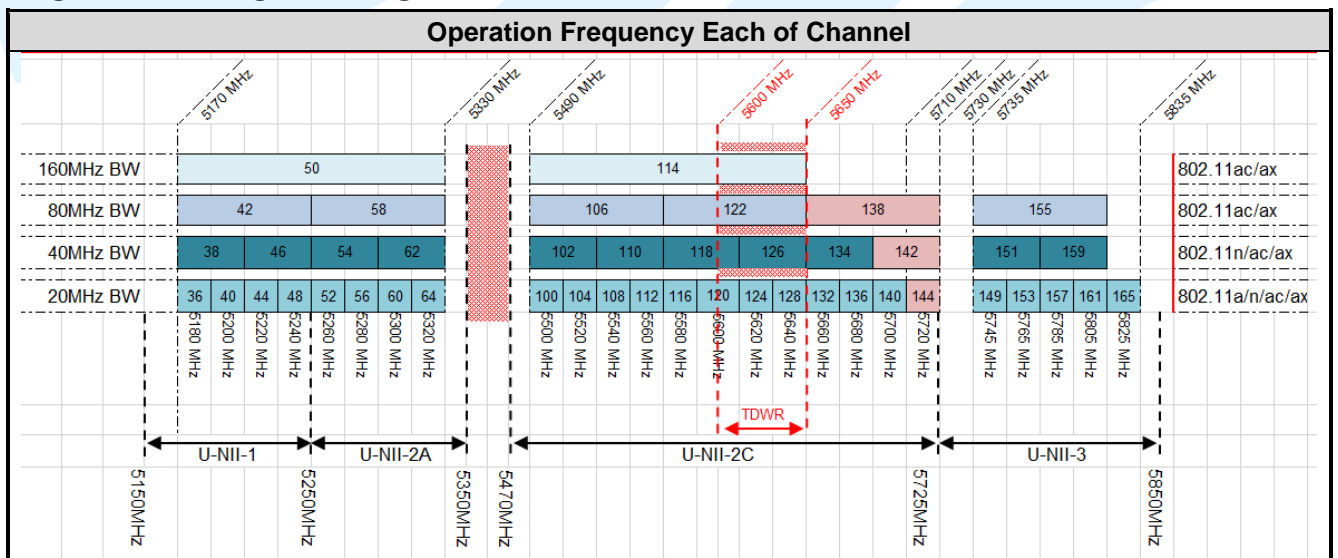 Operation Frequency Each of Channel
5170 MHz 5330 MHz 5490 MHz 5600 MHz 5650 MHz 5710 MHz 5730 MHz 5735 MHz 5835 MHz
160MHz BW 50 114 802.11ac/ax
80MHz BW 42 58 106 122 138 155 802.11ac/ax
40MHz BW 38 46 54 62 102 110 118 126 134 142 151 159 802.11n/ac/ax
20MHz BW 36 40 44 48 52 56 60 64 100 104 108 112 116 120 124 128 132 136 140 144 149 153 157 161 165 802.11a/n/ac/ax
5180 MHz 5200 MHz 5220 MHz 5240 MHz 5260 MHz 5280 MHz 5300 MHz 5320 MHz 5500 MHz 5520 MHz 5540 MHz 5560 MHz 5580 MHz 5600 MHz 5620 MHz 5640 MHz 5660 MHz 5680 MHz 5700 MHz 5720 MHz 5745 MHz 5765 MHz 5785 MHz 5805 MHz 5825 MHz
TDWR
U-NII-1 U-NII-2A U-NII-2C U-NII-3
5150MHz 5250MHz 5350MHz 5470MHz 5725MHz 5850MHz